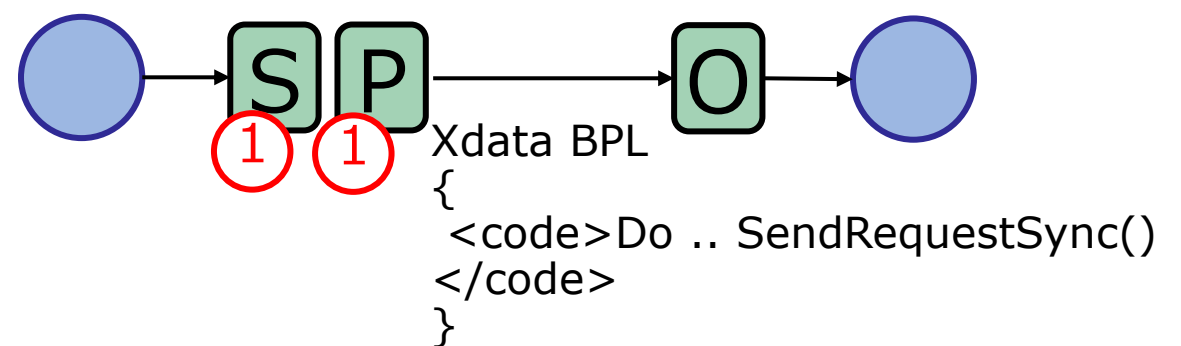 S P O
1 1
Xdata BPL
{
<code>Do .. SendRequestSync()
</code>
}